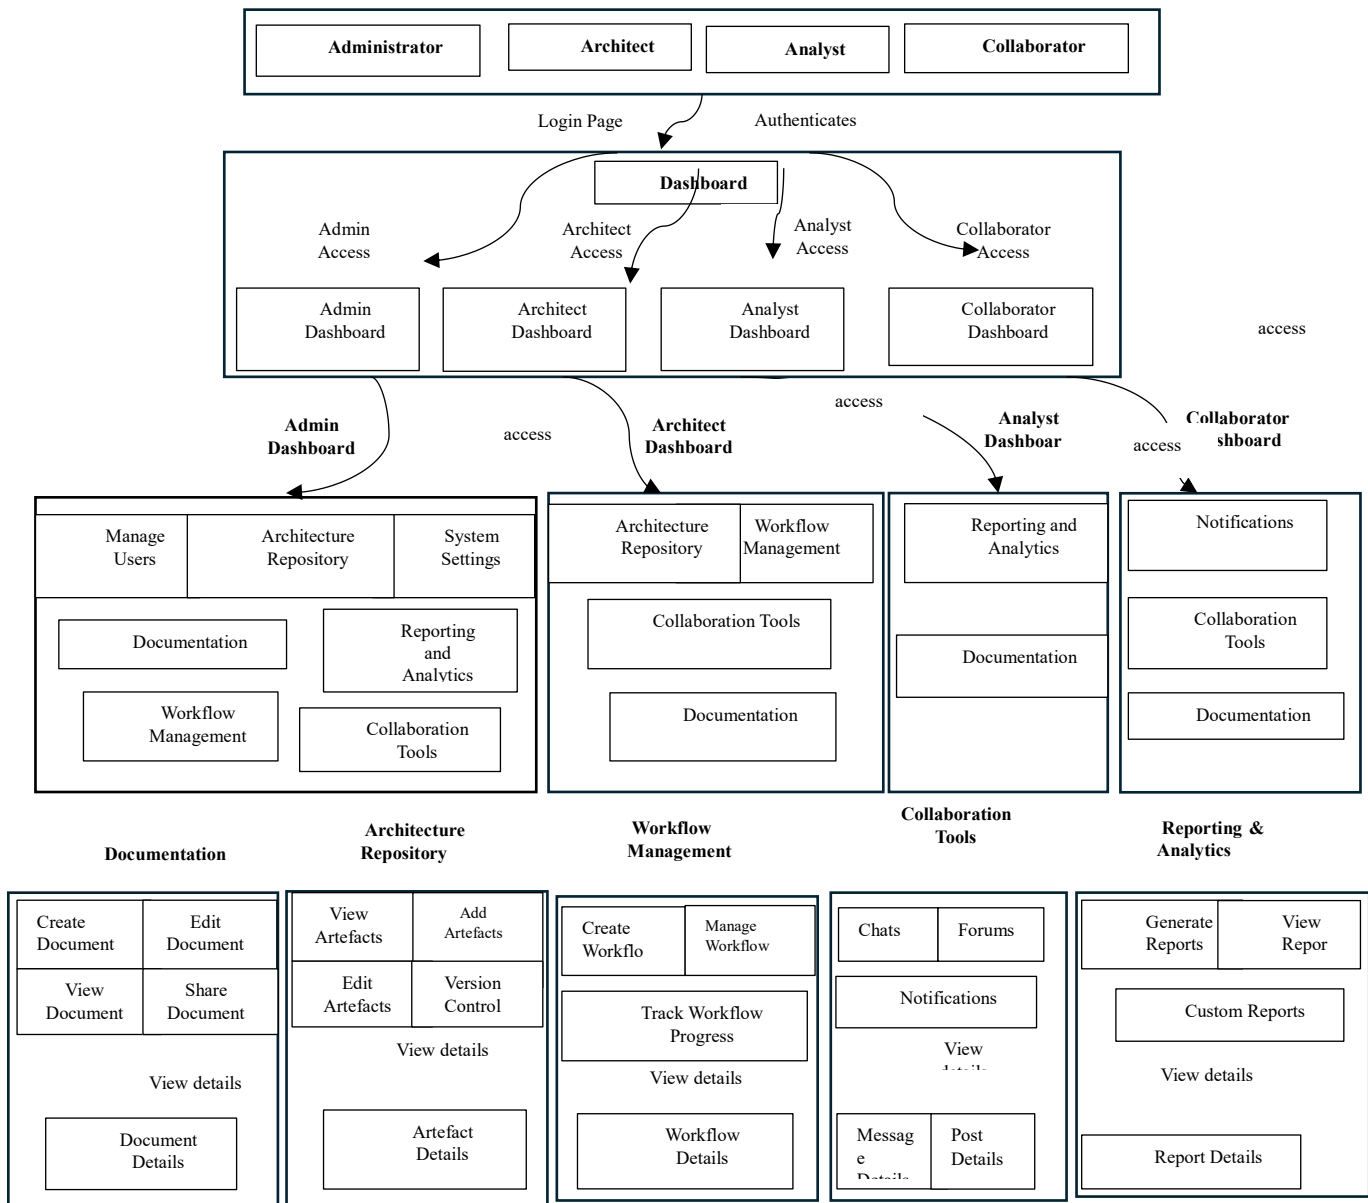 Administrator
Architect
Analyst
Collaborator
Login Page
Authenticates
Dashboard
Admin
Access
Architect
Access
Analyst
Access
Collaborator
Access
Admin
Dashboard
Architect
Dashboard
Analyst
Dashboard
Collaborator
Dashboard
access
Admin
Dashboard
access
Architect
Dashboard
access
Analyst
Dashboar
Collaborator
shboard
access
Manage
Users
Architecture
Repository
System
Settings
Documentation
Reporting
and
Analytics
Workflow
Management
Collaboration
Tools
Architecture
Repository
Workflow
Management
Collaboration Tools
Documentation
Reporting and
Analytics
Documentation
Notifications
Collaboration
Tools
Documentation
Documentation
Architecture
Repository
Workflow
Management
Collaboration
Tools
Reporting &
Analytics
Create
Document
Edit
Document
View
Document
Share
Document
View details
Document
Details
View
Artefacts
Add
Artefacts
Edit
Artefacts
Version
Control
View details
Artefact
Details
Create
Workflo
Manage
Workflow
Track Workflow
Progress
View details
Workflow
Details
Chats
Forums
Notifications
View
details
Messag
e
Details
Post
Details
Generate
Reports
View
Repor
Custom Reports
View details
Report Details